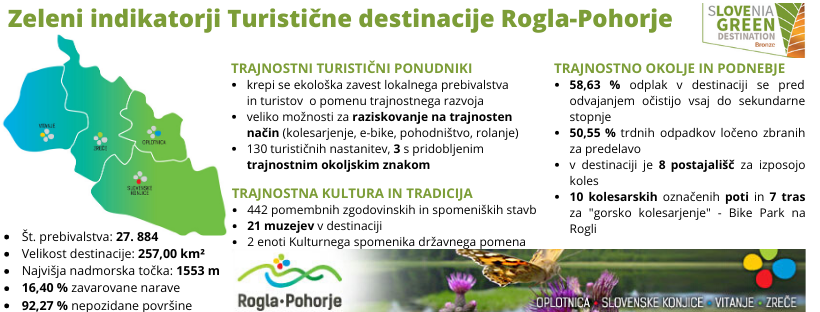 Zeleni indikatorji Turistične destinacije Rogla-Pohorje
SLOVENIA
GREEN
DESTINATION
Bronze
VITANJE
ZREČE
OPLOTNICA
SLOVENSKE
KONJICE
• Št. prebivalstva: 27. 884
• Velikost destinacije: 257,00 km²
• Najvišja nadmorska točka: 1553 m
• 16,40 % zavarovane narave
• 92,27 % nepozidane površine
TRAJNOSTNI TURISTIČNI PONUDNIKI
• krepi se ekološka zavest lokalnega prebivalstva
in turistov o pomenu trajnostnega razvoja
• veliko možnosti za raziskovanje na trajnosten
način (kolesarjenje, e-bike, pohodništvo, rolanje)
• 130 turističnih nastanitev, 3 s pridobljenim
trajnostnim okoljskim znakom
TRAJNOSTNA KULTURA IN TRADICIJA
• 442 pomembnih zgodovinskih in spomeniških stavb
• 21 muzejev v destinaciji
• 2 enoti Kulturnega spomenika državnega pomena
TRAJNOSTNO OKOLJE IN PODNEBJE
• 58,63 % odplak v destinaciji se pred
odvajanjem očistijo vsaj do sekundarne
stopnje
• 50,55 % trdnih odpadkov ločeno zbranih
za predelavo
• v destinaciji je 8 postajališč za izposojo
koles
• 10 kolesarskih označenih poti in 7 tras
za "gorsko kolesarjenje" - Bike Park na
Rogli
Rogla·Pohorje
OPLOTNICA SLOVENSKE KONJICE VITANJE ZREČE